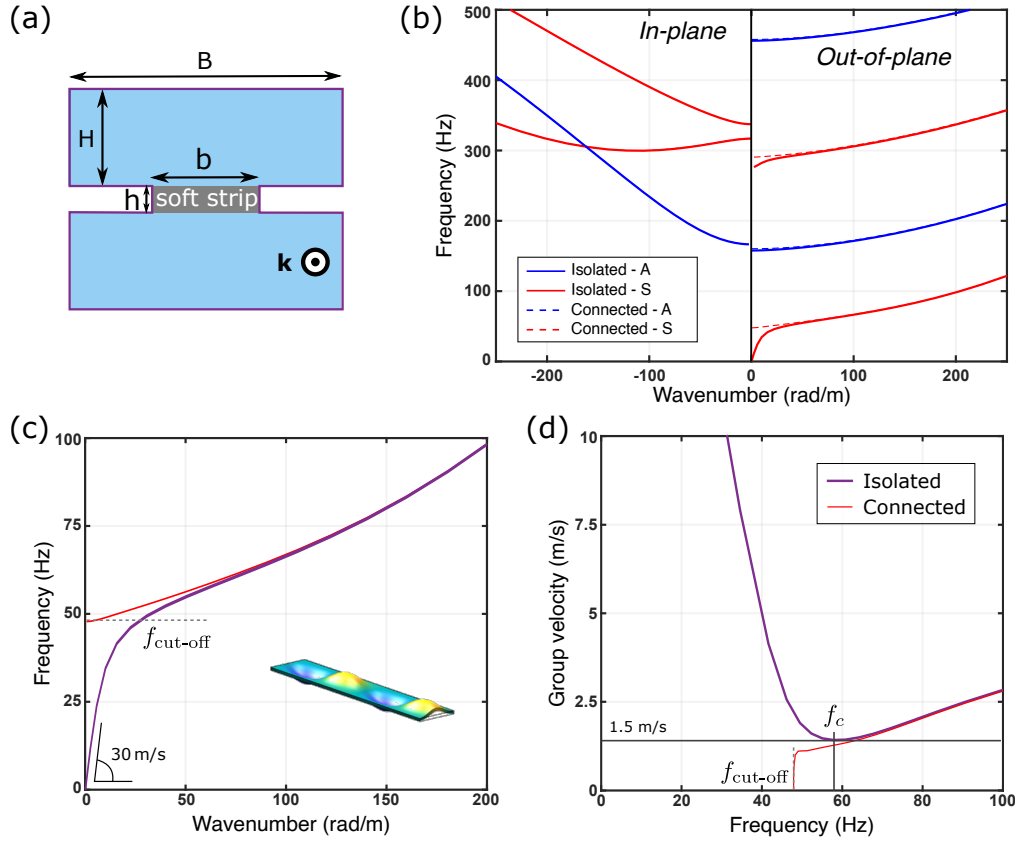 (a)
B
H
b
h
soft strip
k
(b)
In-plane
Out-of-plane
500
400
300
200
100
0
Frequency (Hz)
Isolated - A
Isolated - S
Connected - A
Connected - S
-200
-100
0
100
200
Wavenumber (rad/m)
(c)
100
75
50
25
0
Frequency (Hz)
f cut-off
30 m/s
0
50
100
150
200
Wavenumber (rad/m)
(d)
10
7.5
5
2.5
0
Group velocity (m/s)
Isolated
Connected
1.5 m/s
f c
f cut-off
0
20
40
60
80
100
Frequency (Hz)